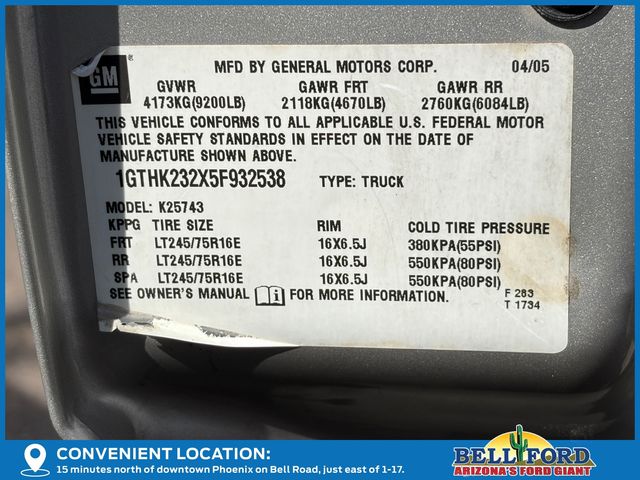 GM
MFD BY GENERAL MOTORS CORP. 04/05
GVWR GAWR FRT GAWR RR
4173KG(9200LB) 2118KG(4670LB) 2760KG(6084LB)
THIS VEHICLE CONFORMS TO ALL APPLICABLE U.S. FEDERAL MOTOR
VEHICLE SAFETY STANDARDS IN EFFECT ON THE DATE OF
MANUFACTURE SHOWN ABOVE.
1GTHK232X5F932538 TYPE: TRUCK
MODEL: K25743
KPPG TIRE SIZE RIM COLD TIRE PRESSURE
FRT LT245/75R16E 16X6.5J 380KPA(55PSI)
RR LT245/75R16E 16X6.5J 550KPA(80PSI)
SPA LT245/75R16E 16X6.5J 550KPA(80PSI)
SEE OWNER'S MANUAL FOR MORE INFORMATION.
F 283
T 1734
CONVENIENT LOCATION:
15 minutes north of downtown Phoenix on Bell Road, just east of 1-17.
BELL FORD
ARIZONA'S FORD GIANT